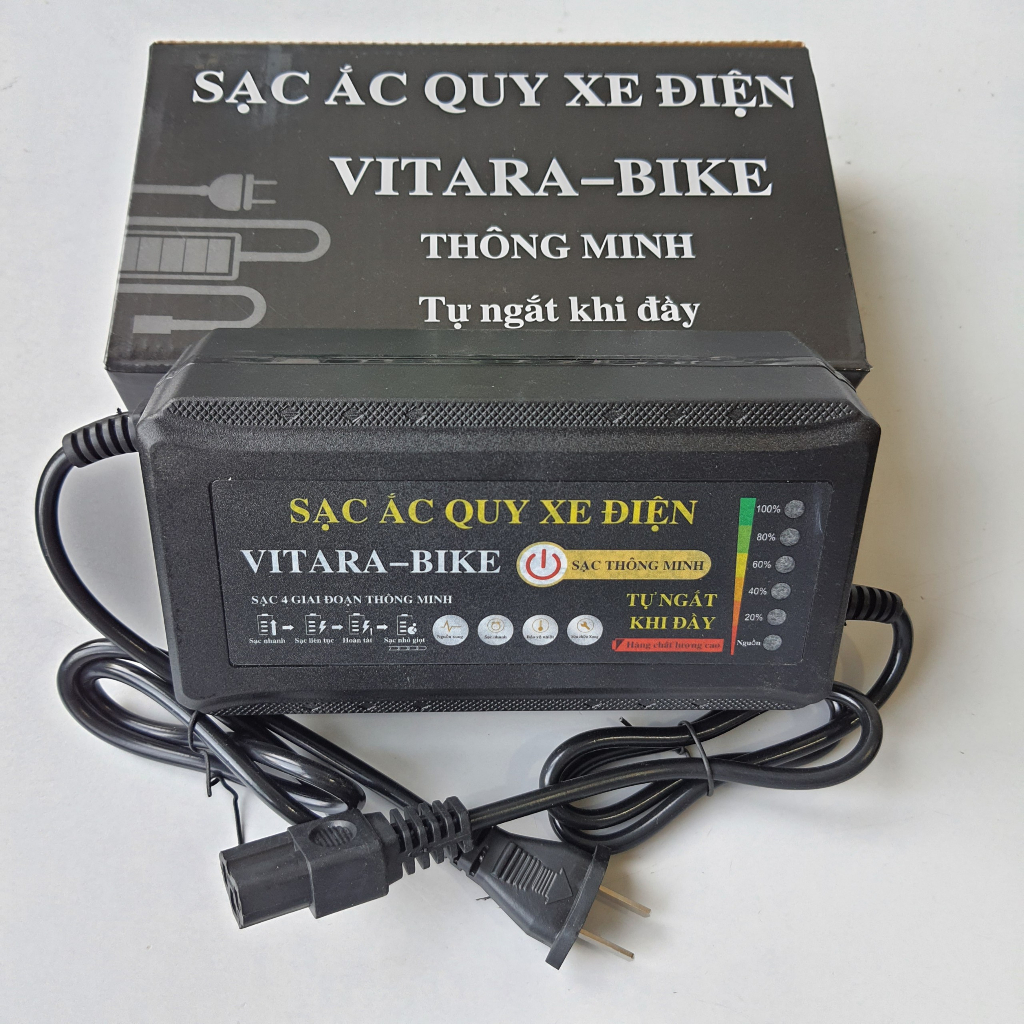 SẠC ẮC QUY XE ĐIỆN
VITARA-BIKE
THÔNG MINH
Tự ngắt khi đầy
SẠC ẮC QUY XE ĐIỆN
VITARA-BIKE
SẠC THÔNG MINH
SẠC 4 GIAI ĐOẠN THÔNG MINH
Sạc nhanh Sạc liên tục Hoàn tất Sạc nhỏ giọt
TỰ NGẮT
KHI ĐẦY
Hàng chất lượng cao
100%
80%
60%
40%
20%
Nguồn